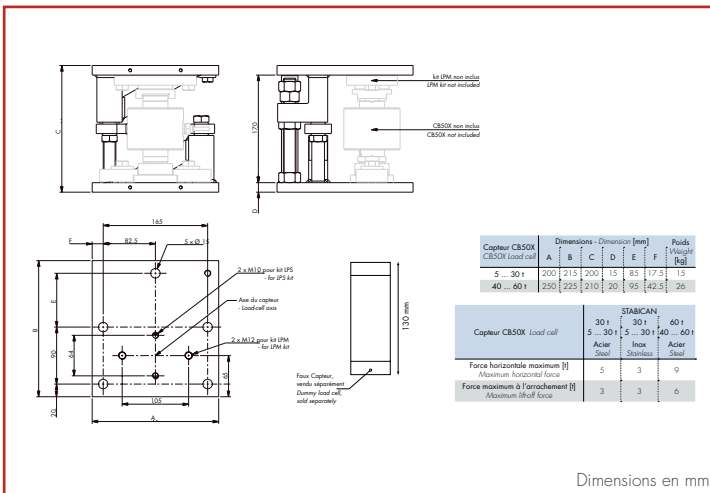 kit LPM non inclus
LPM kit not included
C
170
CB50X non inclus
CB50X not included
D
165
F
82.5
5 x Ø 15
2 x M10 pour kit LPS
- for LPS kit
E
Axe du capteur
- Load-cell axis
B
130 mm
90
64
2 x M12 pour kit LPM
- for LPM kit
65
20
105
A
Faux Capteur,
vendu séparément
Dummy load cell,
sold separately
Capteur CB50X Dimensions - Dimension [mm] Poids
CB50X Load cell A B C D E F Weight [kg]
5 ... 30 t 200 215 200 15 85 17.5 15
40 ... 60 t 250 225 210 20 95 42.5 26
STABICAN
Capteur CB50X Load cell
30 t 30 t 60 t
5 ... 30 t 5 ... 30 t 40 ... 60 t
Acier Inox Acier
Steel Stainless Steel
Force horizontale maximum [t] 5 3 9
Maximum horizontal force
Force maximum à l'arrachement [t] 3 3 6
Maximum lift-off force
Dimensions en mm